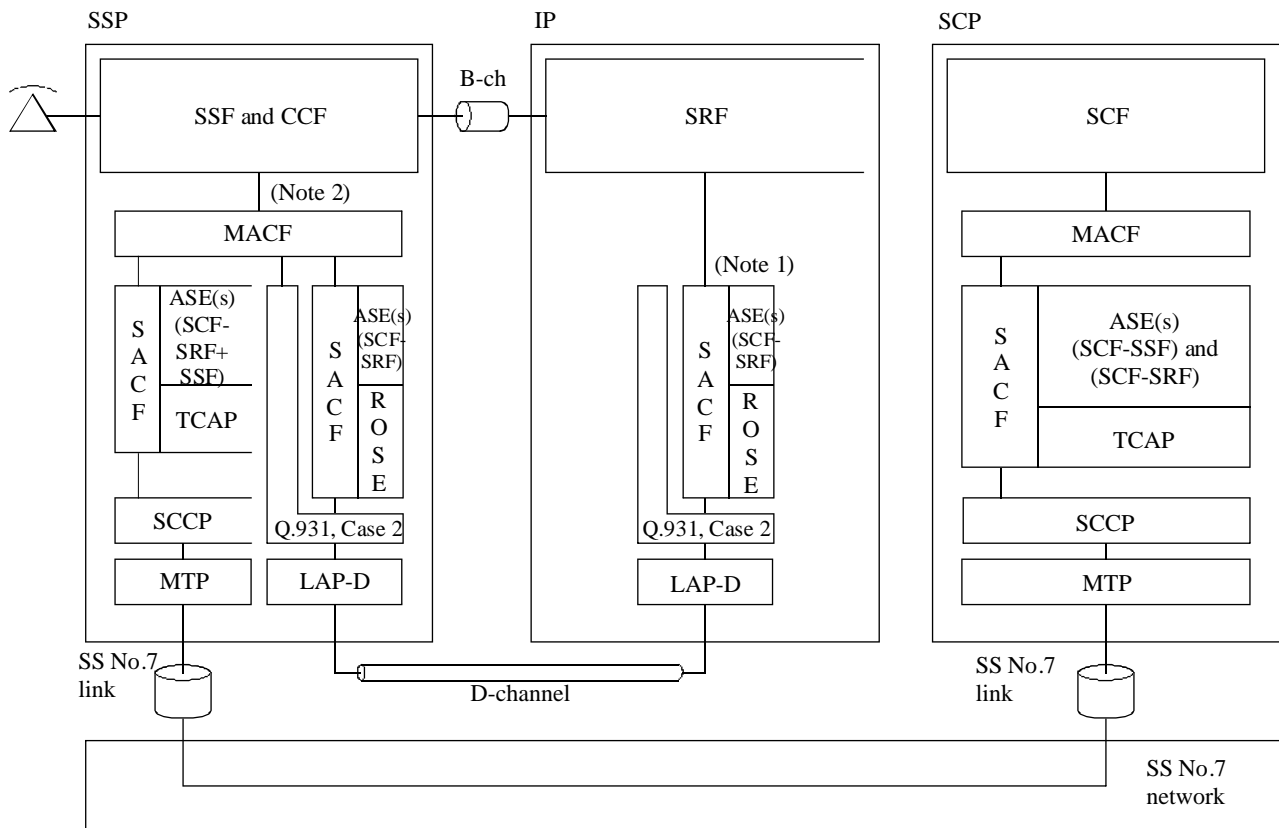 SSP
IP
SCP
B-ch
SSF and CCF
SRF
SCF
(Note 2)
MACF
MACF
(Note 1)
S
A
C
F
ASE(s)
(SCF-
SRF+
SSF)
TCAP
S
A
C
F
ASE(s)
(SCF-
SRF)
R
O
S
E
S
A
C
F
ASE(s)
(SCF-
SRF)
R
O
S
E
S
A
C
F
ASE(s)
(SCF-SSF) and
(SCF-SRF)
TCAP
SCCP
Q.931, Case 2
Q.931, Case 2
SCCP
MTP
LAP-D
LAP-D
MTP
SS No.7
link
D-channel
SS No.7
link
SS No.7
network